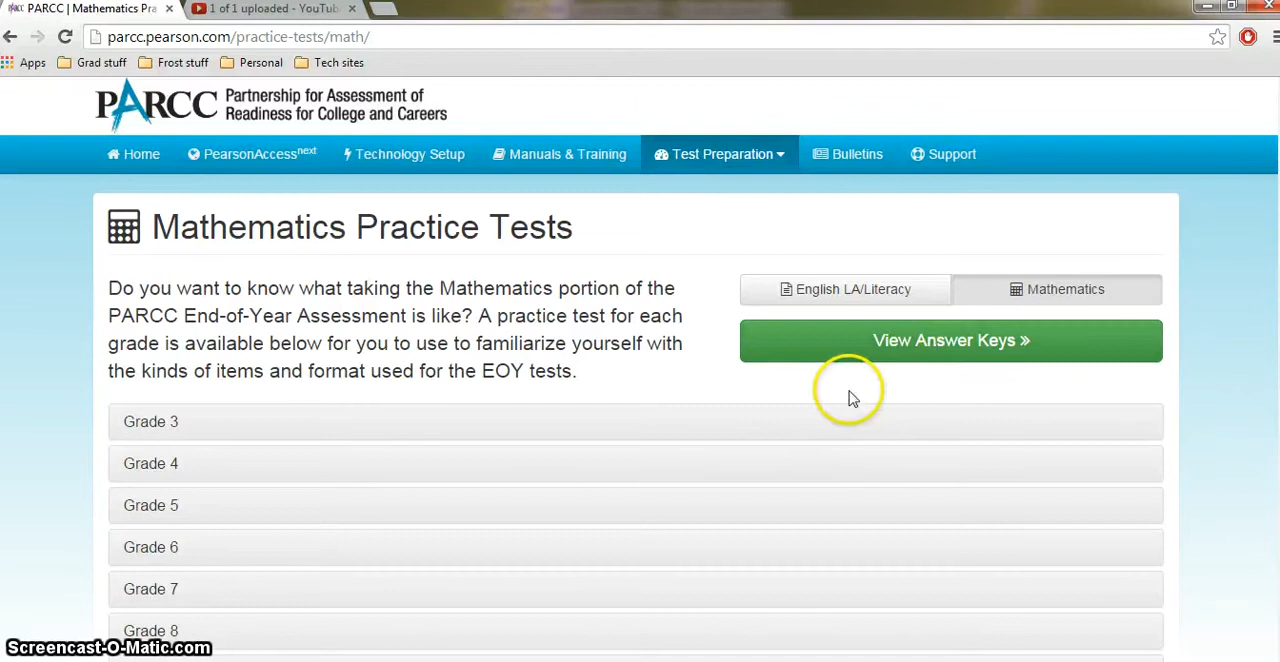 PARCC | Mathematics Pra
1 of 1 uploaded - YouTub
parcc.pearson.com/practice-tests/math/
Apps Grad stuff Frost stuff Personal Tech sites
PARCC Partnership for Assessment of
Readiness for College and Careers
Home PearsonAccessnext Technology Setup Manuals & Training Test Preparation Bulletins Support
Mathematics Practice Tests
Do you want to know what taking the Mathematics portion of the
PARCC End-of-Year Assessment is like? A practice test for each
grade is available below for you to use to familiarize yourself with
the kinds of items and format used for the EOY tests.
English LA/Literacy Mathematics
View Answer Keys »
Grade 3
Grade 4
Grade 5
Grade 6
Grade 7
Grade 8
Screencast-O-Matic.com